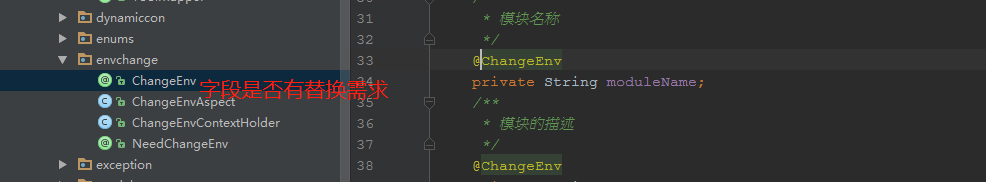 dynamiccon
enums
envchange
ChangeEnv
字段是否有替换需求
ChangeEnvAspect
ChangeEnvContextHolder
NeedChangeEnv
exception
31 * 模块名称
32 */
33 @ChangeEnv
34 private String moduleName;
35 /**
36 * 模块的描述
37 */
38 @ChangeEnv